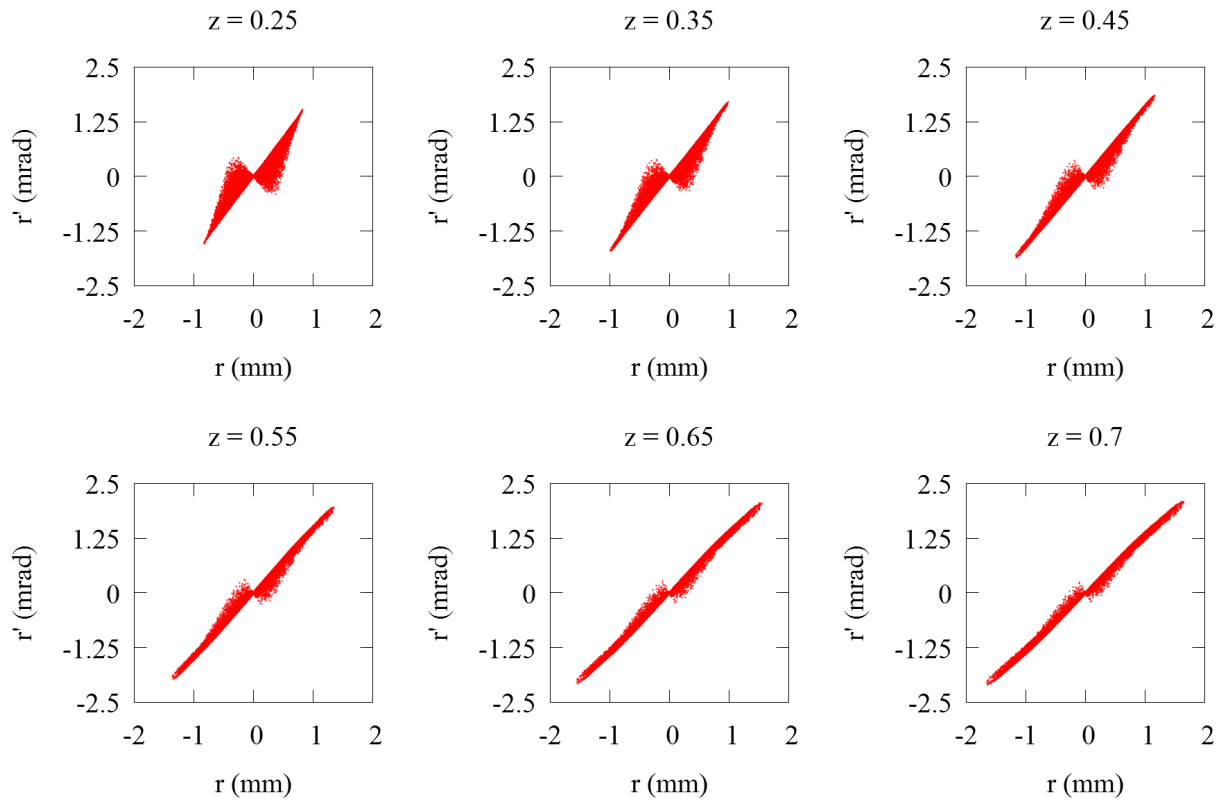 z = 0.25
z = 0.35
z = 0.45
2.5
1.25
0
-1.25
-2.5
r' (mrad)
-2 -1 0 1 2
r (mm)
2.5
1.25
0
-1.25
-2.5
r' (mrad)
-2 -1 0 1 2
r (mm)
2.5
1.25
0
-1.25
-2.5
r' (mrad)
-2 -1 0 1 2
r (mm)
z = 0.55
z = 0.65
z = 0.7
2.5
1.25
0
-1.25
-2.5
r' (mrad)
-2 -1 0 1 2
r (mm)
2.5
1.25
0
-1.25
-2.5
r' (mrad)
-2 -1 0 1 2
r (mm)
2.5
1.25
0
-1.25
-2.5
r' (mrad)
-2 -1 0 1 2
r (mm)